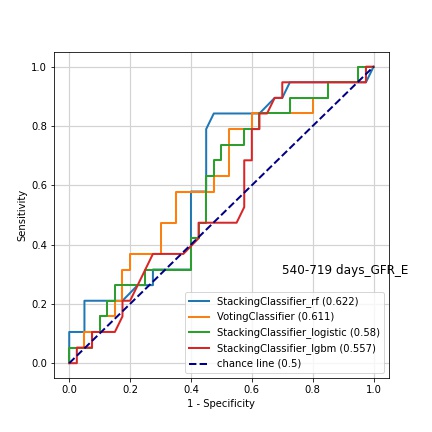 1.0
0.8
0.6
0.4
0.2
0.0
Sensitivity
540-719 days_GFR_E
StackingClassifier_rf (0.622)
VotingClassifier (0.611)
StackingClassifier_logistic (0.58)
StackingClassifier_lgbm (0.557)
chance line (0.5)
0.0 0.2 0.4 0.6 0.8 1.0
1 - Specificity